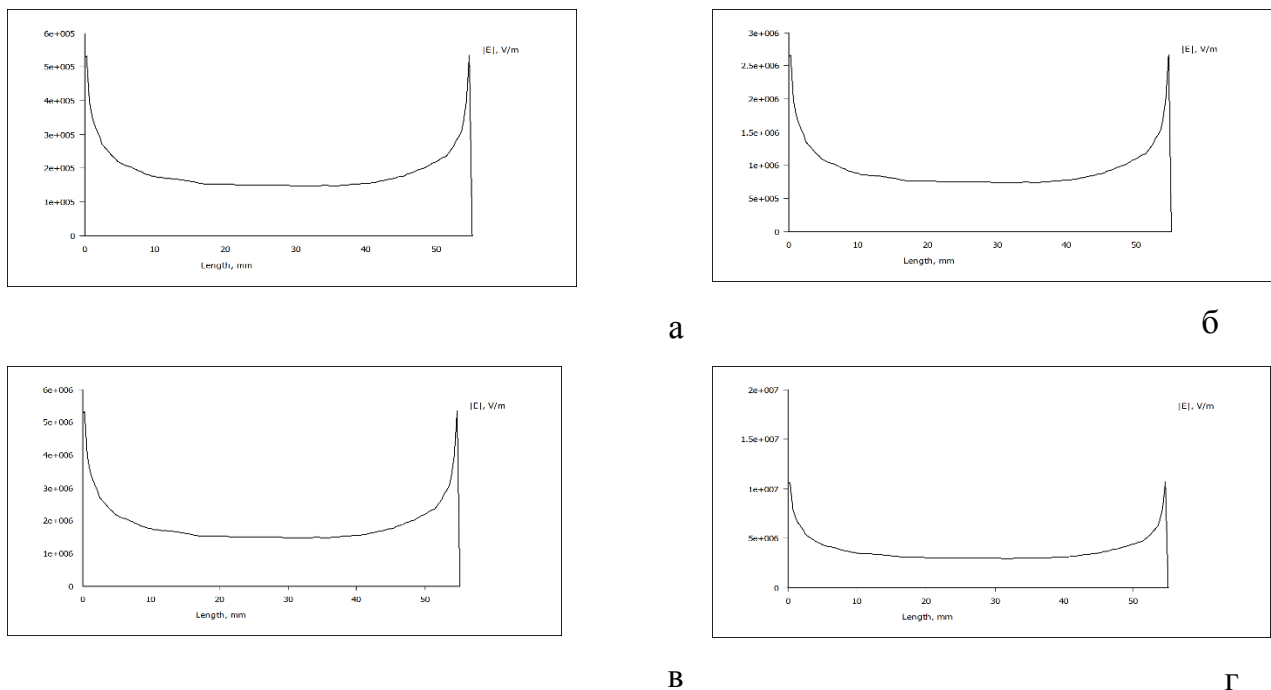 6e+005
|E|, V/m
5e+005
4e+005
3e+005
2e+005
1e+005
0
0 10 20 30 40 50
Length, mm
а
3e+006
|E|, V/m
2.5e+006
2e+006
1.5e+006
1e+006
5e+005
0
0 10 20 30 40 50
Length, mm
б
6e+006
|E|, V/m
5e+006
4e+006
3e+006
2e+006
1e+006
0
0 10 20 30 40 50
Length, mm
в
2e+007
|E|, V/m
1.5e+007
1e+007
5e+006
0
0 10 20 30 40 50
Length, mm
г